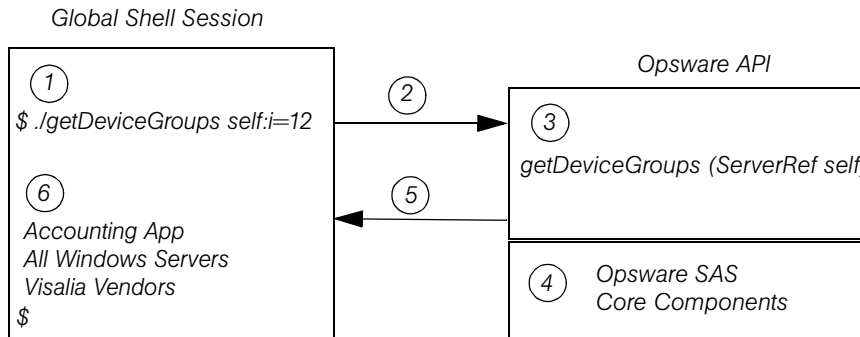 Global Shell Session
1
$ ./getDeviceGroups self:i=12
6
Accounting App
All Windows Servers
Visalia Vendors
$
2
5
Opsware API
3
getDeviceGroups (ServerRef self)
4
Opsware SAS
Core Components